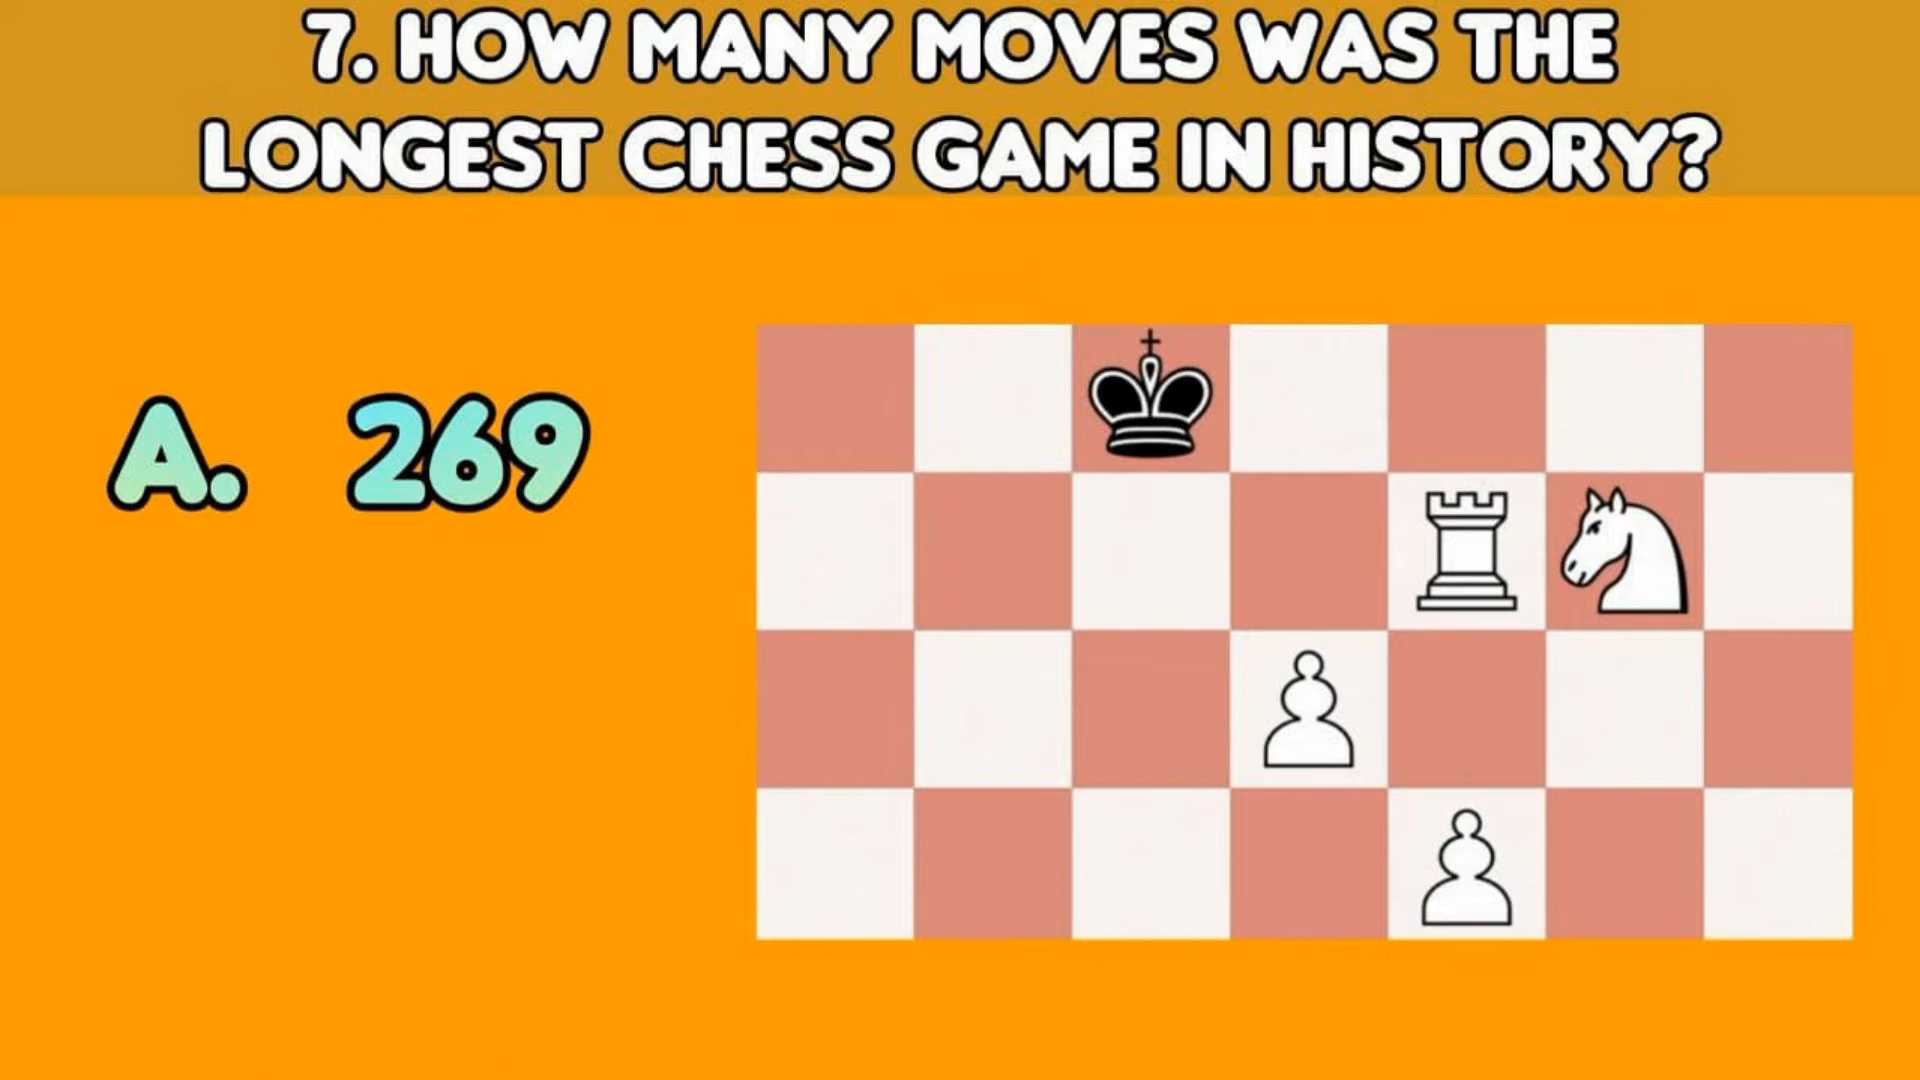 7. HOW MANY MOVES WAS THE
LONGEST CHESS GAME IN HISTORY?
A. 269